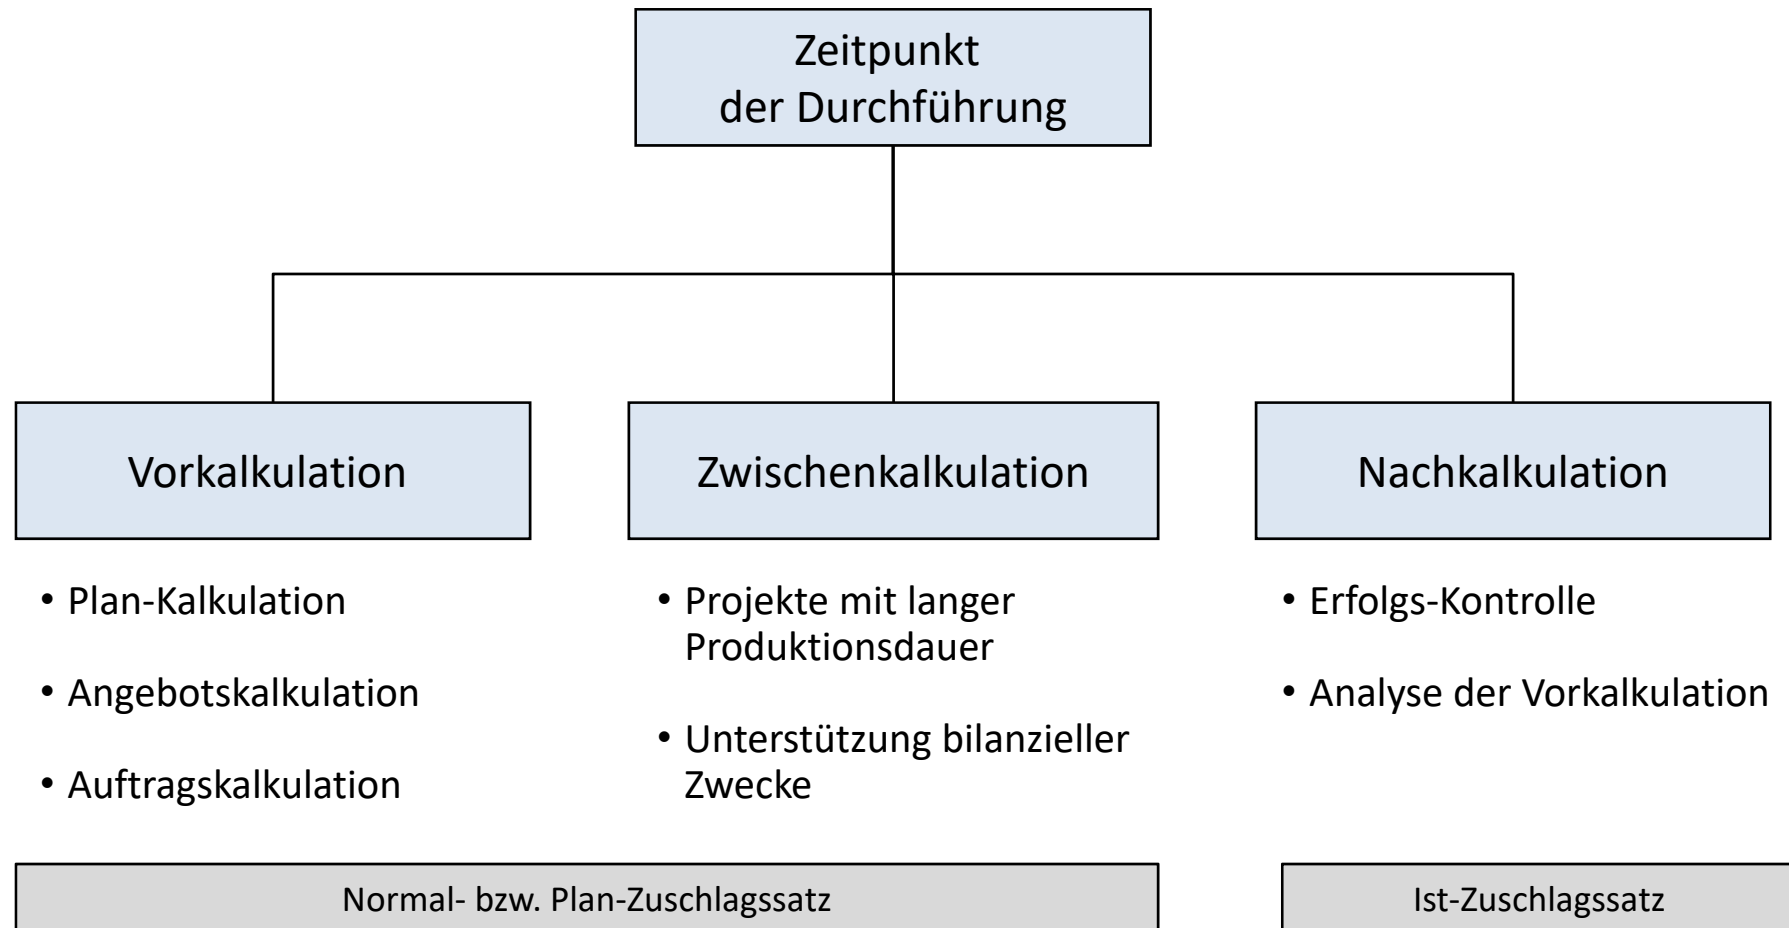 Zeitpunkt
der Durchführung
Vorkalkulation
Zwischenkalkulation
Nachkalkulation
• Plan-Kalkulation
• Angebotskalkulation
• Auftragskalkulation
• Projekte mit langer
Produktionsdauer
• Unterstützung bilanzieller
Zwecke
• Erfolgs-Kontrolle
• Analyse der Vorkalkulation
Normal- bzw. Plan-Zuschlagssatz
Ist-Zuschlagssatz